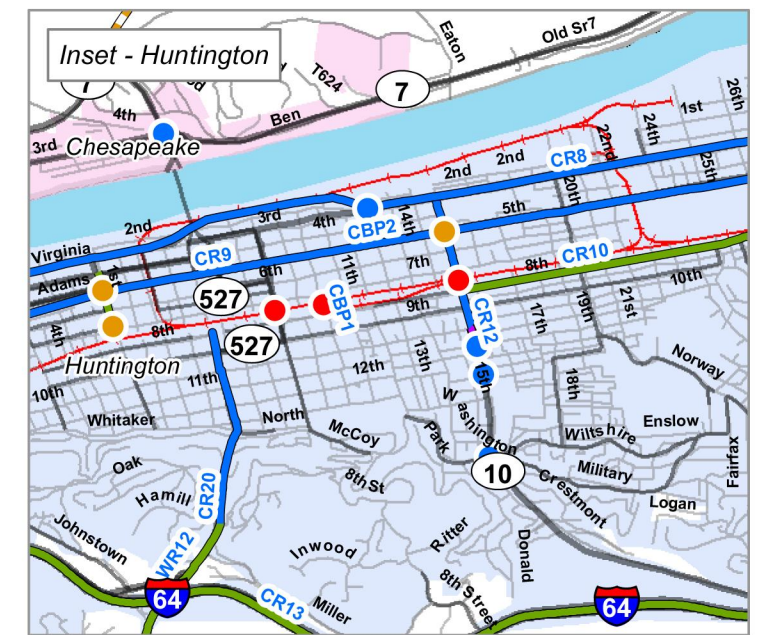 Inset - Huntington
7
Eaton
Old Sr7
T624
7
4th
Ben
3rd
Chesapeake
1st
26th
24th
22nd
2nd
2nd
CR8
25th
20th
2nd
3rd
4th
14th
5th
CBP2
Virginia
CR9
6th
11th
7th
8th
CR10
Adams
1st
10th
527
CBP1
9th
CR12
17th
19th
21st
4th
8th
527
Huntington
13th
12th
15th
18th
Norway
10th
11th
Whitaker
North
McCoy
Park
Washington
Wiltshire
Enslow
Fairfax
Oak
Hamill
CR20
8th St
10
Military
Crestmont
Logan
Johnstown
WR12
Inwood
Ritter
Donald
8th Street
64
CR13
Miller
64